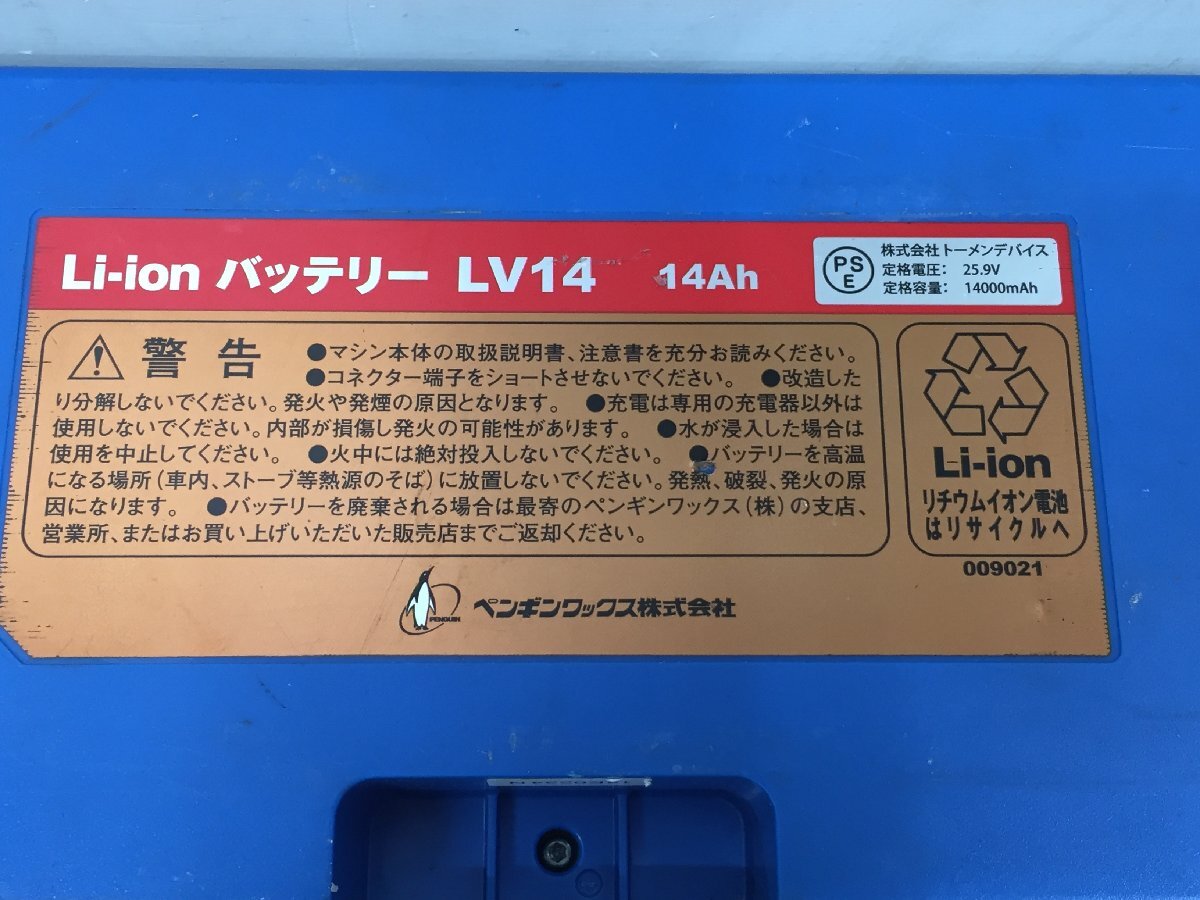 Li-ion バッテリー LV14 14Ah
PSE
株式会社 トーメンデバイス
定格電圧： 25.9V
定格容量： 14000mAh
警告 ●マシン本体の取扱説明書、注意書を充分お読みください。
●コネクター端子をショートさせないでください。 ●改造した
り分解しないでください。発火や発煙の原因となります。 ●充電は専用の充電器以外は
使用しないでください。内部が損傷し発火の可能性があります。 ●水が浸入した場合は
使用を中止してください。 ●火中には絶対投入しないでください。 ●バッテリーを高温
になる場所（車内、ストーブ等熱源のそば）に放置しないでください。発熱、破裂、発火の原
因になります。 ●バッテリーを廃棄される場合は最寄のペンギンワックス（株）の支店、
営業所、またはお買い上げいただいた販売店までご返却ください。
Li-ion
リチウムイオン電池
はリサイクルへ
009021
PENGUIN
ペンギンワックス株式会社